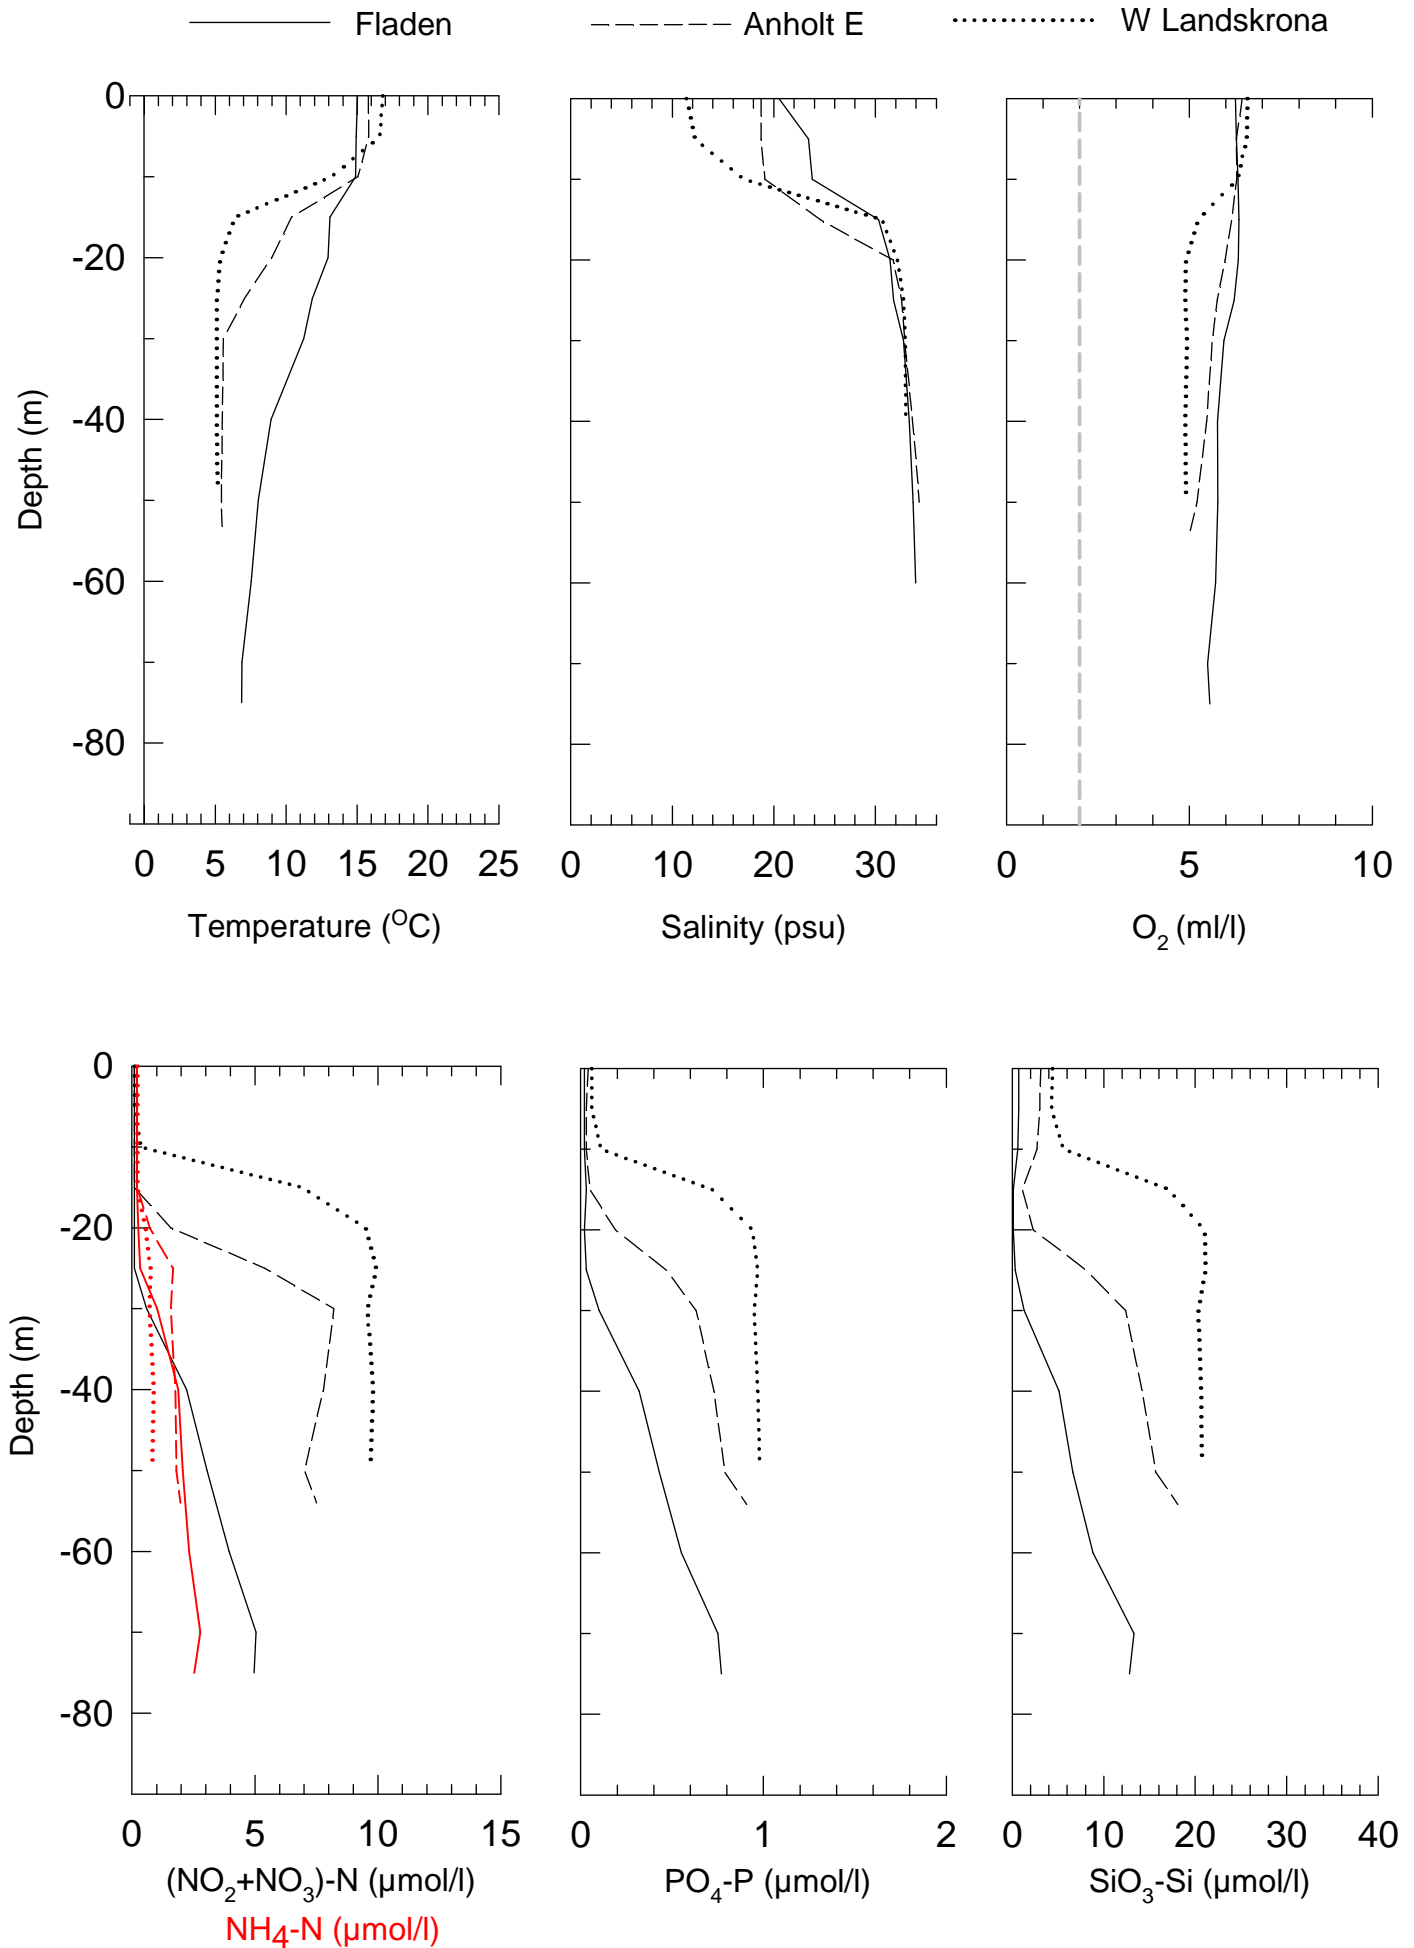 Fladen Anholt E W Landskrona
0
-20
-40
-60
-80
Depth (m)
0 5 10 15 20 25
Temperature (°C)
0 10 20 30
Salinity (psu)
0 5 10
O₂ (ml/l)
0
-20
-40
-60
-80
Depth (m)
0 5 10 15
(NO₂+NO₃)-N (µmol/l)
NH4-N (µmol/l)
0 1 2
PO₄-P (µmol/l)
0 10 20 30 40
SiO₃-Si (µmol/l)